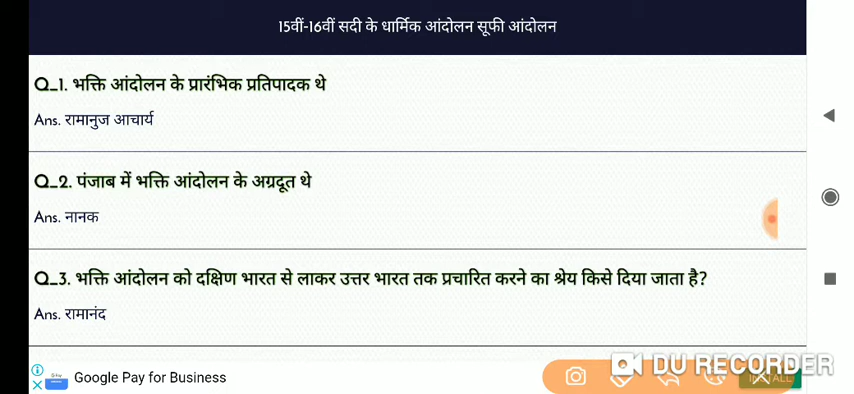 15वीं-16वीं सदी के धार्मिक आंदोलन सूफी आंदोलन
Q_1. भक्ति आंदोलन के प्रारंभिक प्रतिपादक थे
Ans. रामानुज आचार्य
Q_2. पंजाब में भक्ति आंदोलन के अग्रदूत थे
Ans. नानक
Q_3. भक्ति आंदोलन को दक्षिण भारत से लाकर उत्तर भारत तक प्रचारित करने का श्रेय किसे दिया जाता है?
Ans. रामानंद
DU RECORDER
Google Pay for Business